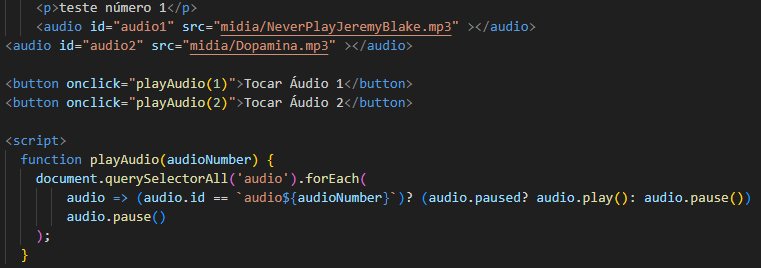 <p>teste número 1</p>
<audio id="audio1" src="midia/NeverPlayJeremyBlake.mp3" ></audio>
<audio id="audio2" src="midia/Dopamina.mp3" ></audio>
<button onclick="playAudio(1)">Tocar Áudio 1</button>
<button onclick="playAudio(2)">Tocar Áudio 2</button>
<script>
function playAudio(audioNumber) {
document.querySelectorAll('audio').forEach(
audio => (audio.id == `audio${audioNumber}`)? (audio.paused? audio.play(): audio.pause())
audio.pause()
);
}